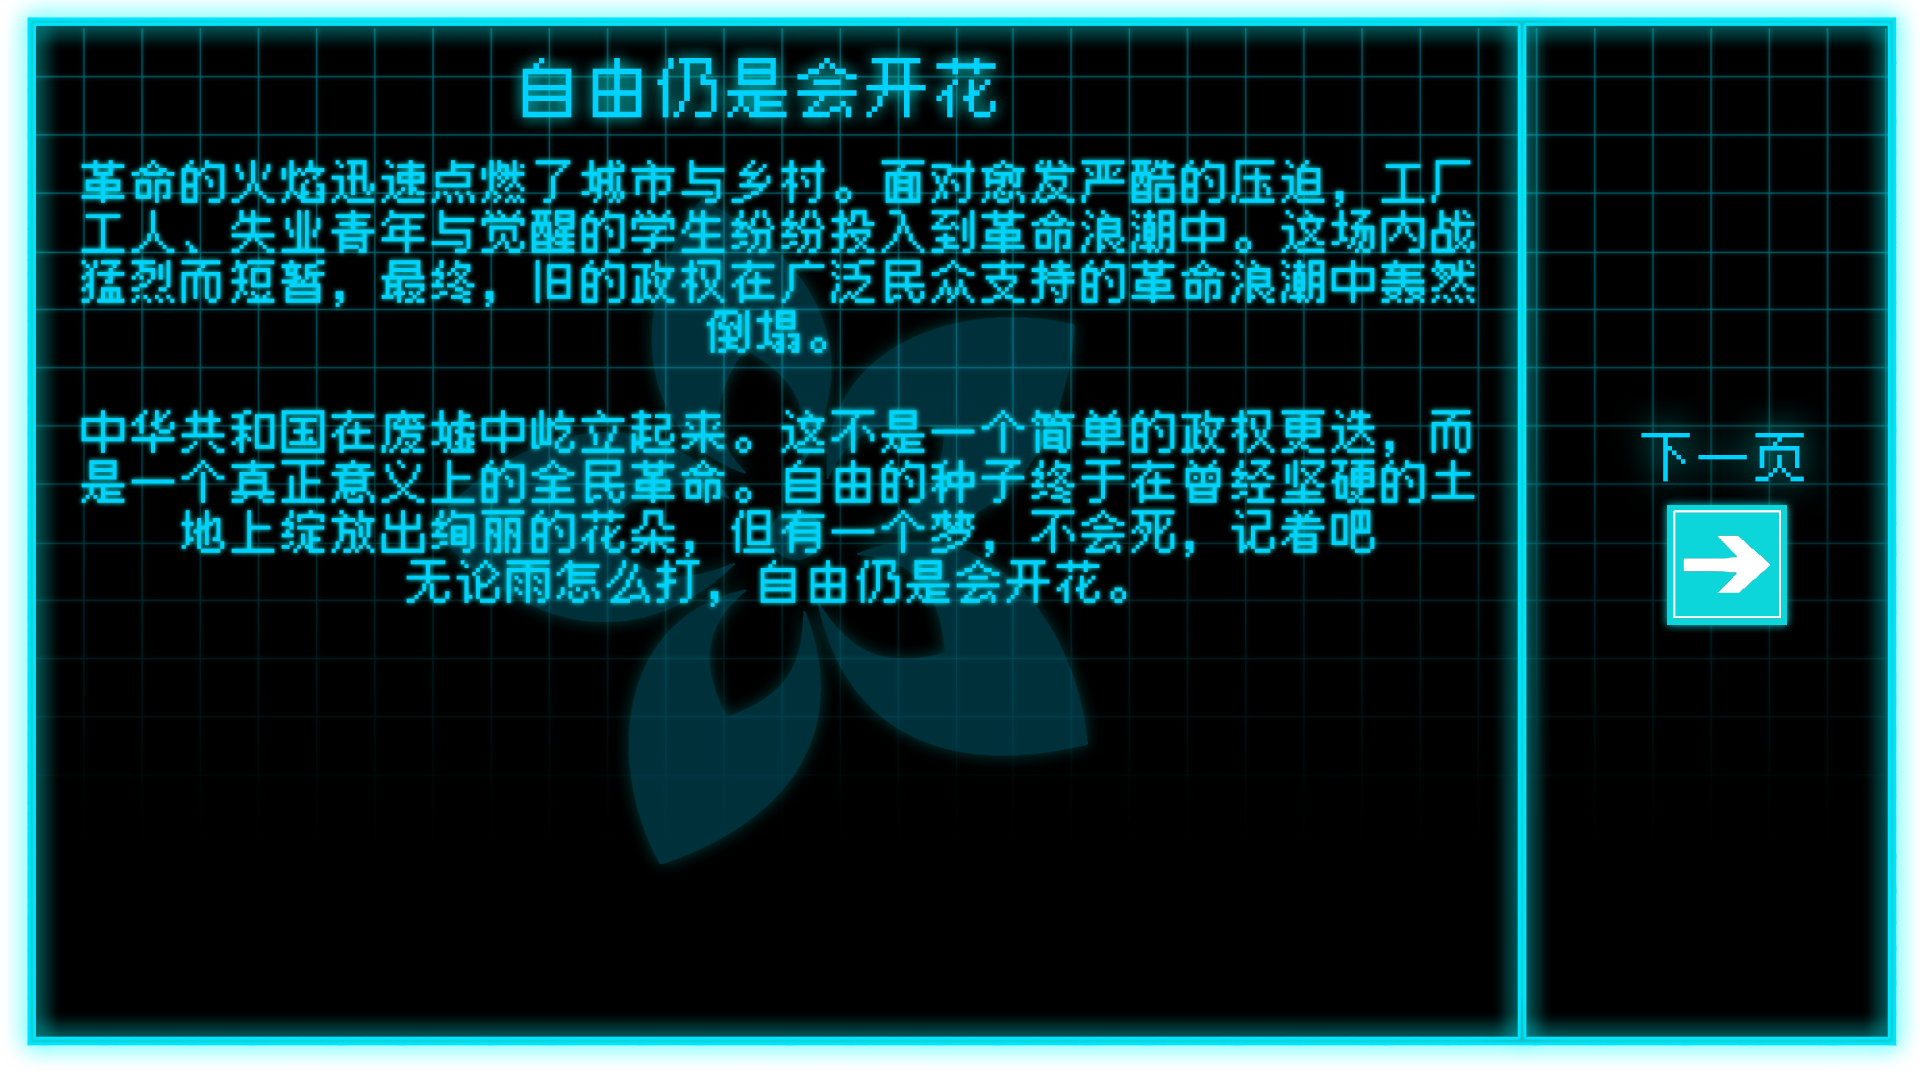 自由仍是会开花
革命的火焰迅速点燃了城市与乡村。面对愈发严酷的压迫，工厂
工人、失业青年与觉醒的学生纷纷投入到革命浪潮中。这场内战
猛烈而短暂，最终，旧的政权在广泛民众支持的革命浪潮中轰然
倒塌。
中华共和国在废墟中屹立起来。这不是一个简单的政权更迭，而
是一个真正意义上的全民革命。自由的种子终于在曾经坚硬的土
地上绽放出绚丽的花朵，但有一个梦，不会死，记着吧
无论雨怎么打，自由仍是会开花。
下一页